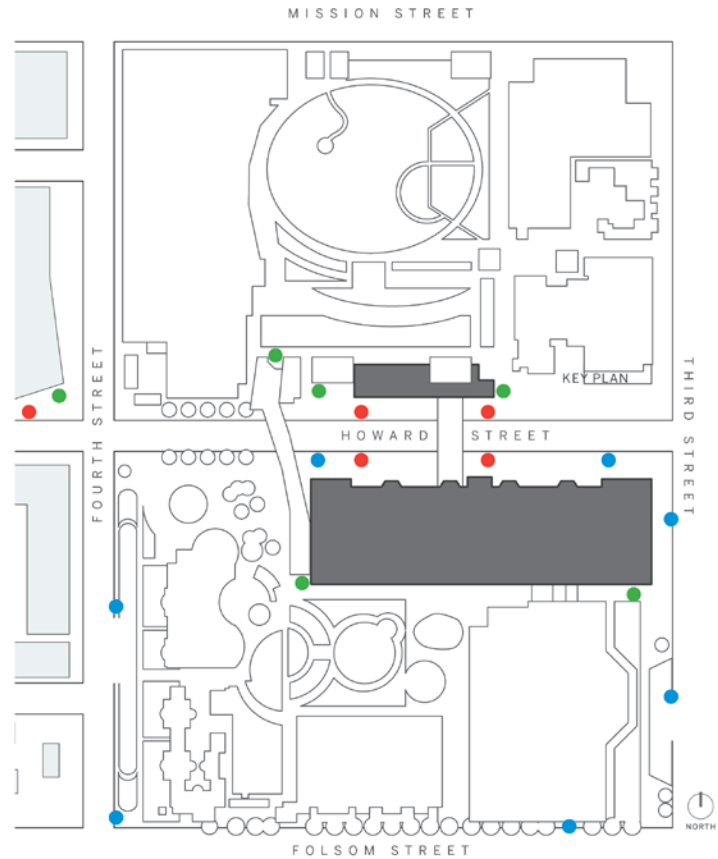 MISSION STREET
KEY PLAN
HOWARD STREET
FOURTH STREET
THIRD STREET
NORTH
FOLSOM STREET